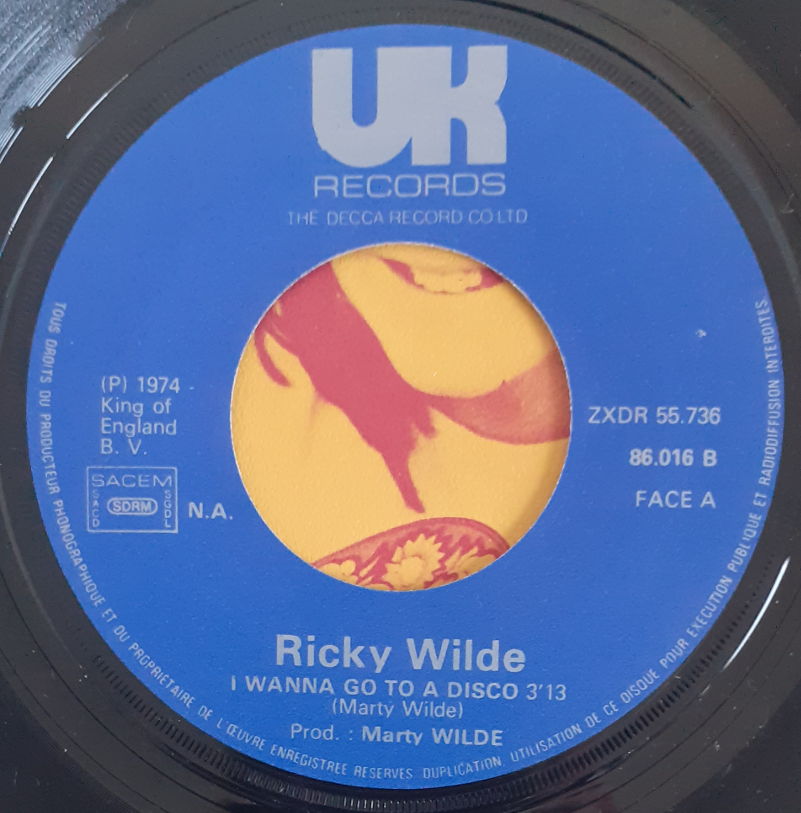 UK
RECORDS
THE DECCA RECORD CO LTD
(P) 1974 -
King of
England
B. V.
SACEM
SACD
SDRM
SGDL
N.A.
ZXDR 55.736
86.016 B
FACE A
Ricky Wilde
I WANNA GO TO A DISCO 3'13
(Marty Wilde)
Prod. : Marty WILDE
TOUS DROITS DU PRODUCTEUR PHONOGRAPHIQUE ET DU PROPRIETAIRE DE L'ŒUVRE ENREGISTREE RESERVES. DUPLICATION, UTILISATION DE CE DISQUE POUR EXECUTION PUBLIQUE ET RADIODIFFUSION INTERDITES